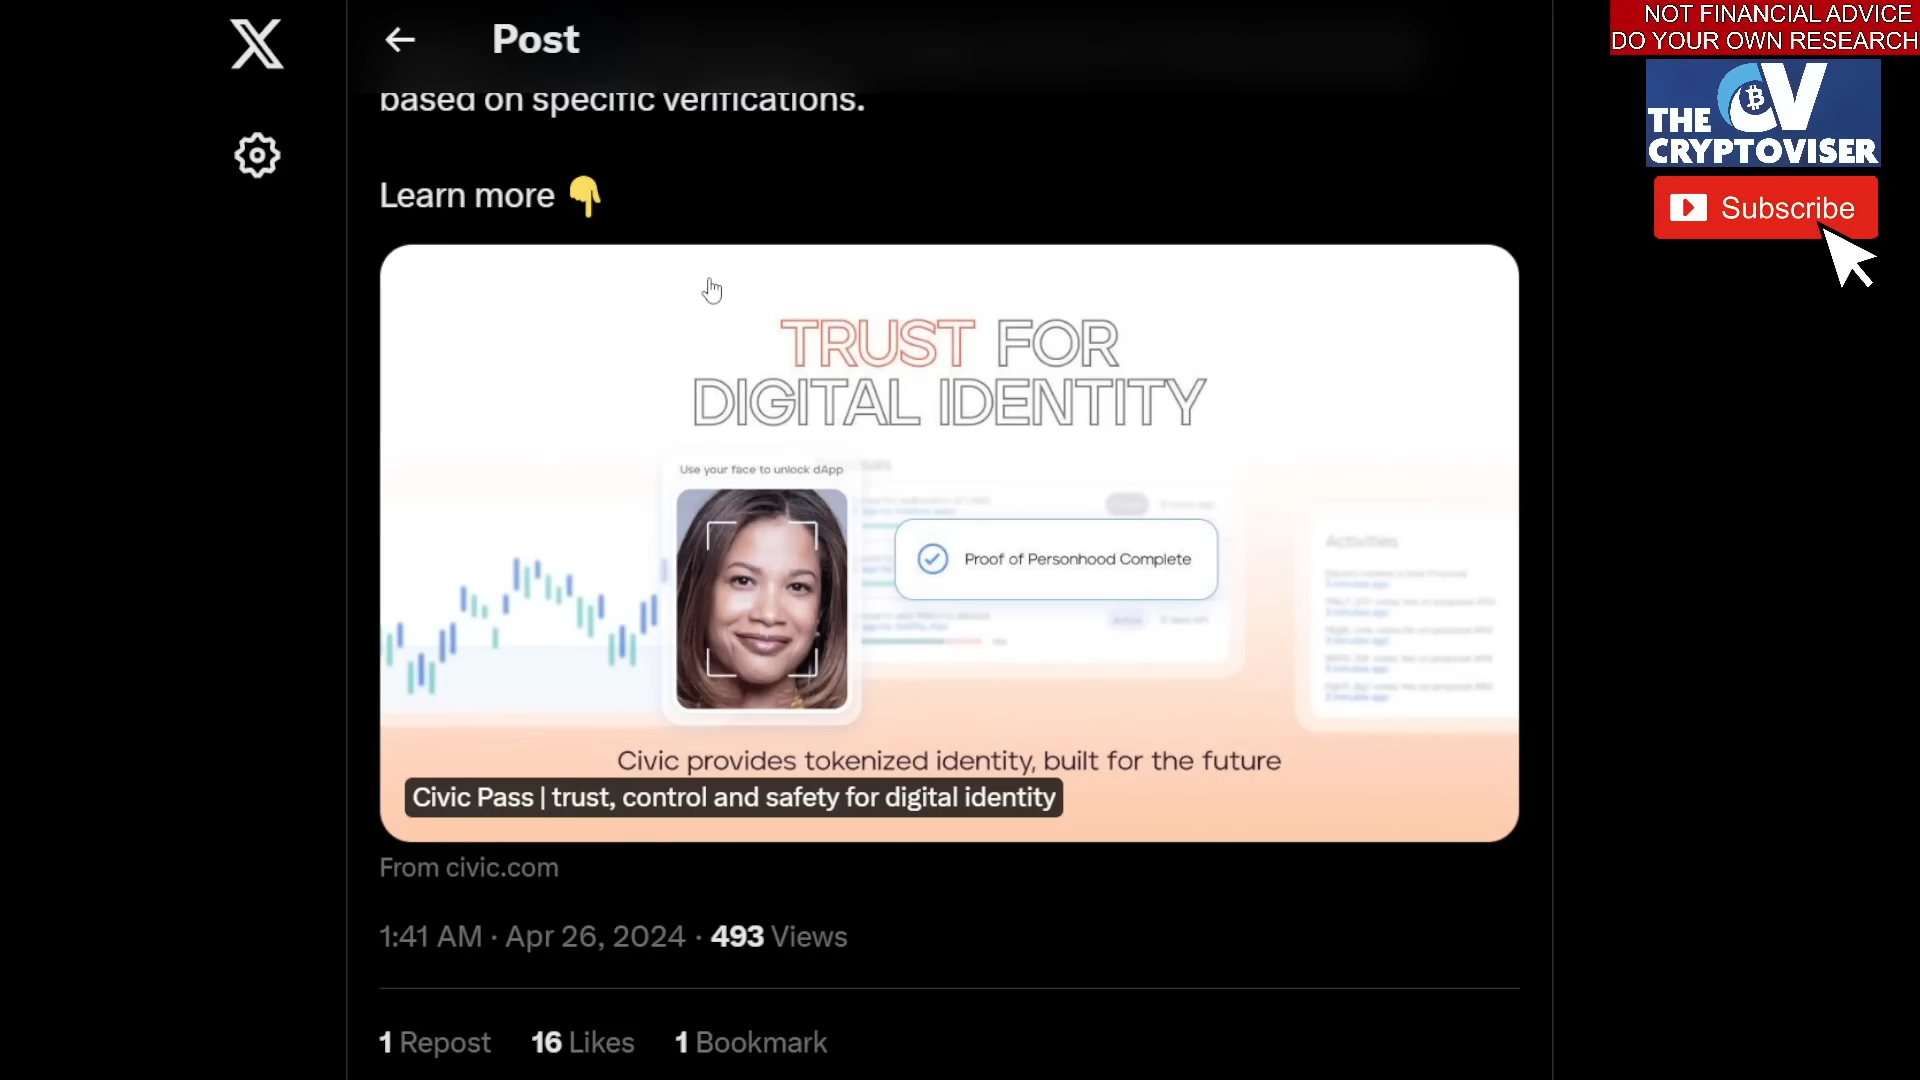 NOT FINANCIAL ADVICE
DO YOUR OWN RESEARCH
THE CV
CRYPTOVISER
Subscribe
Post
based on specific verifications.
Learn more
TRUST FOR
DIGITAL IDENTITY
Use your face to unlock dApp
Proof of Personhood Complete
Activities
Civic provides tokenized identity, built for the future
Civic Pass | trust, control and safety for digital identity
From civic.com
1:41 AM · Apr 26, 2024 · 493 Views
1 Repost 16 Likes 1 Bookmark